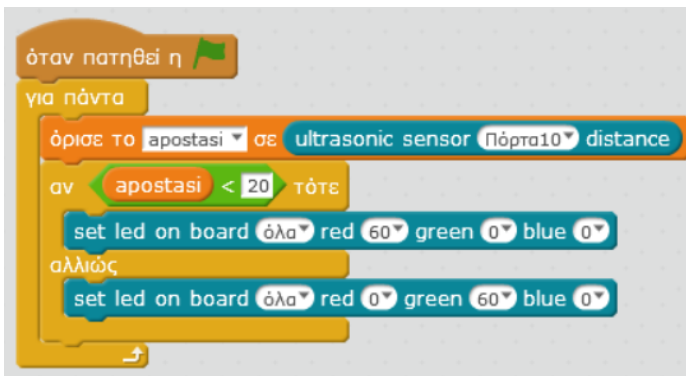 όταν πατηθεί η
για πάντα
όρισε το apostasi σε ultrasonic sensor Πόρτα10 distance
αν apostasi < 20 τότε
set led on board όλα red 60 green 0 blue 0
αλλιώς
set led on board όλα red 0 green 60 blue 0